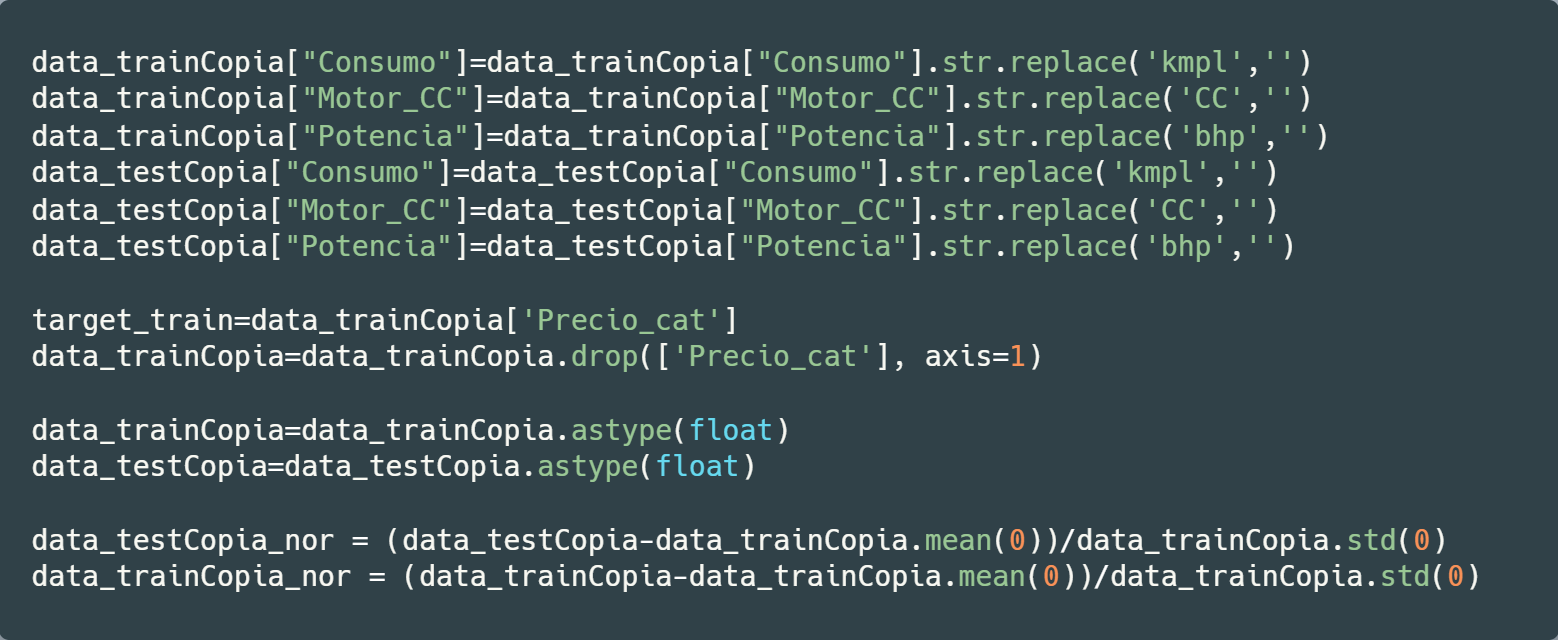 data_trainCopia["Consumo"]=data_trainCopia["Consumo"].str.replace('kmpl','')
data_trainCopia["Motor_CC"]=data_trainCopia["Motor_CC"].str.replace('CC','')
data_trainCopia["Potencia"]=data_trainCopia["Potencia"].str.replace('bhp','')
data_testCopia["Consumo"]=data_testCopia["Consumo"].str.replace('kmpl','')
data_testCopia["Motor_CC"]=data_testCopia["Motor_CC"].str.replace('CC','')
data_testCopia["Potencia"]=data_testCopia["Potencia"].str.replace('bhp','')
target_train=data_trainCopia['Precio_cat']
data_trainCopia=data_trainCopia.drop(['Precio_cat'], axis=1)
data_trainCopia=data_trainCopia.astype(float)
data_testCopia=data_testCopia.astype(float)
data_testCopia_nor = (data_testCopia-data_trainCopia.mean(0))/data_trainCopia.std(0)
data_trainCopia_nor = (data_trainCopia-data_trainCopia.mean(0))/data_trainCopia.std(0)